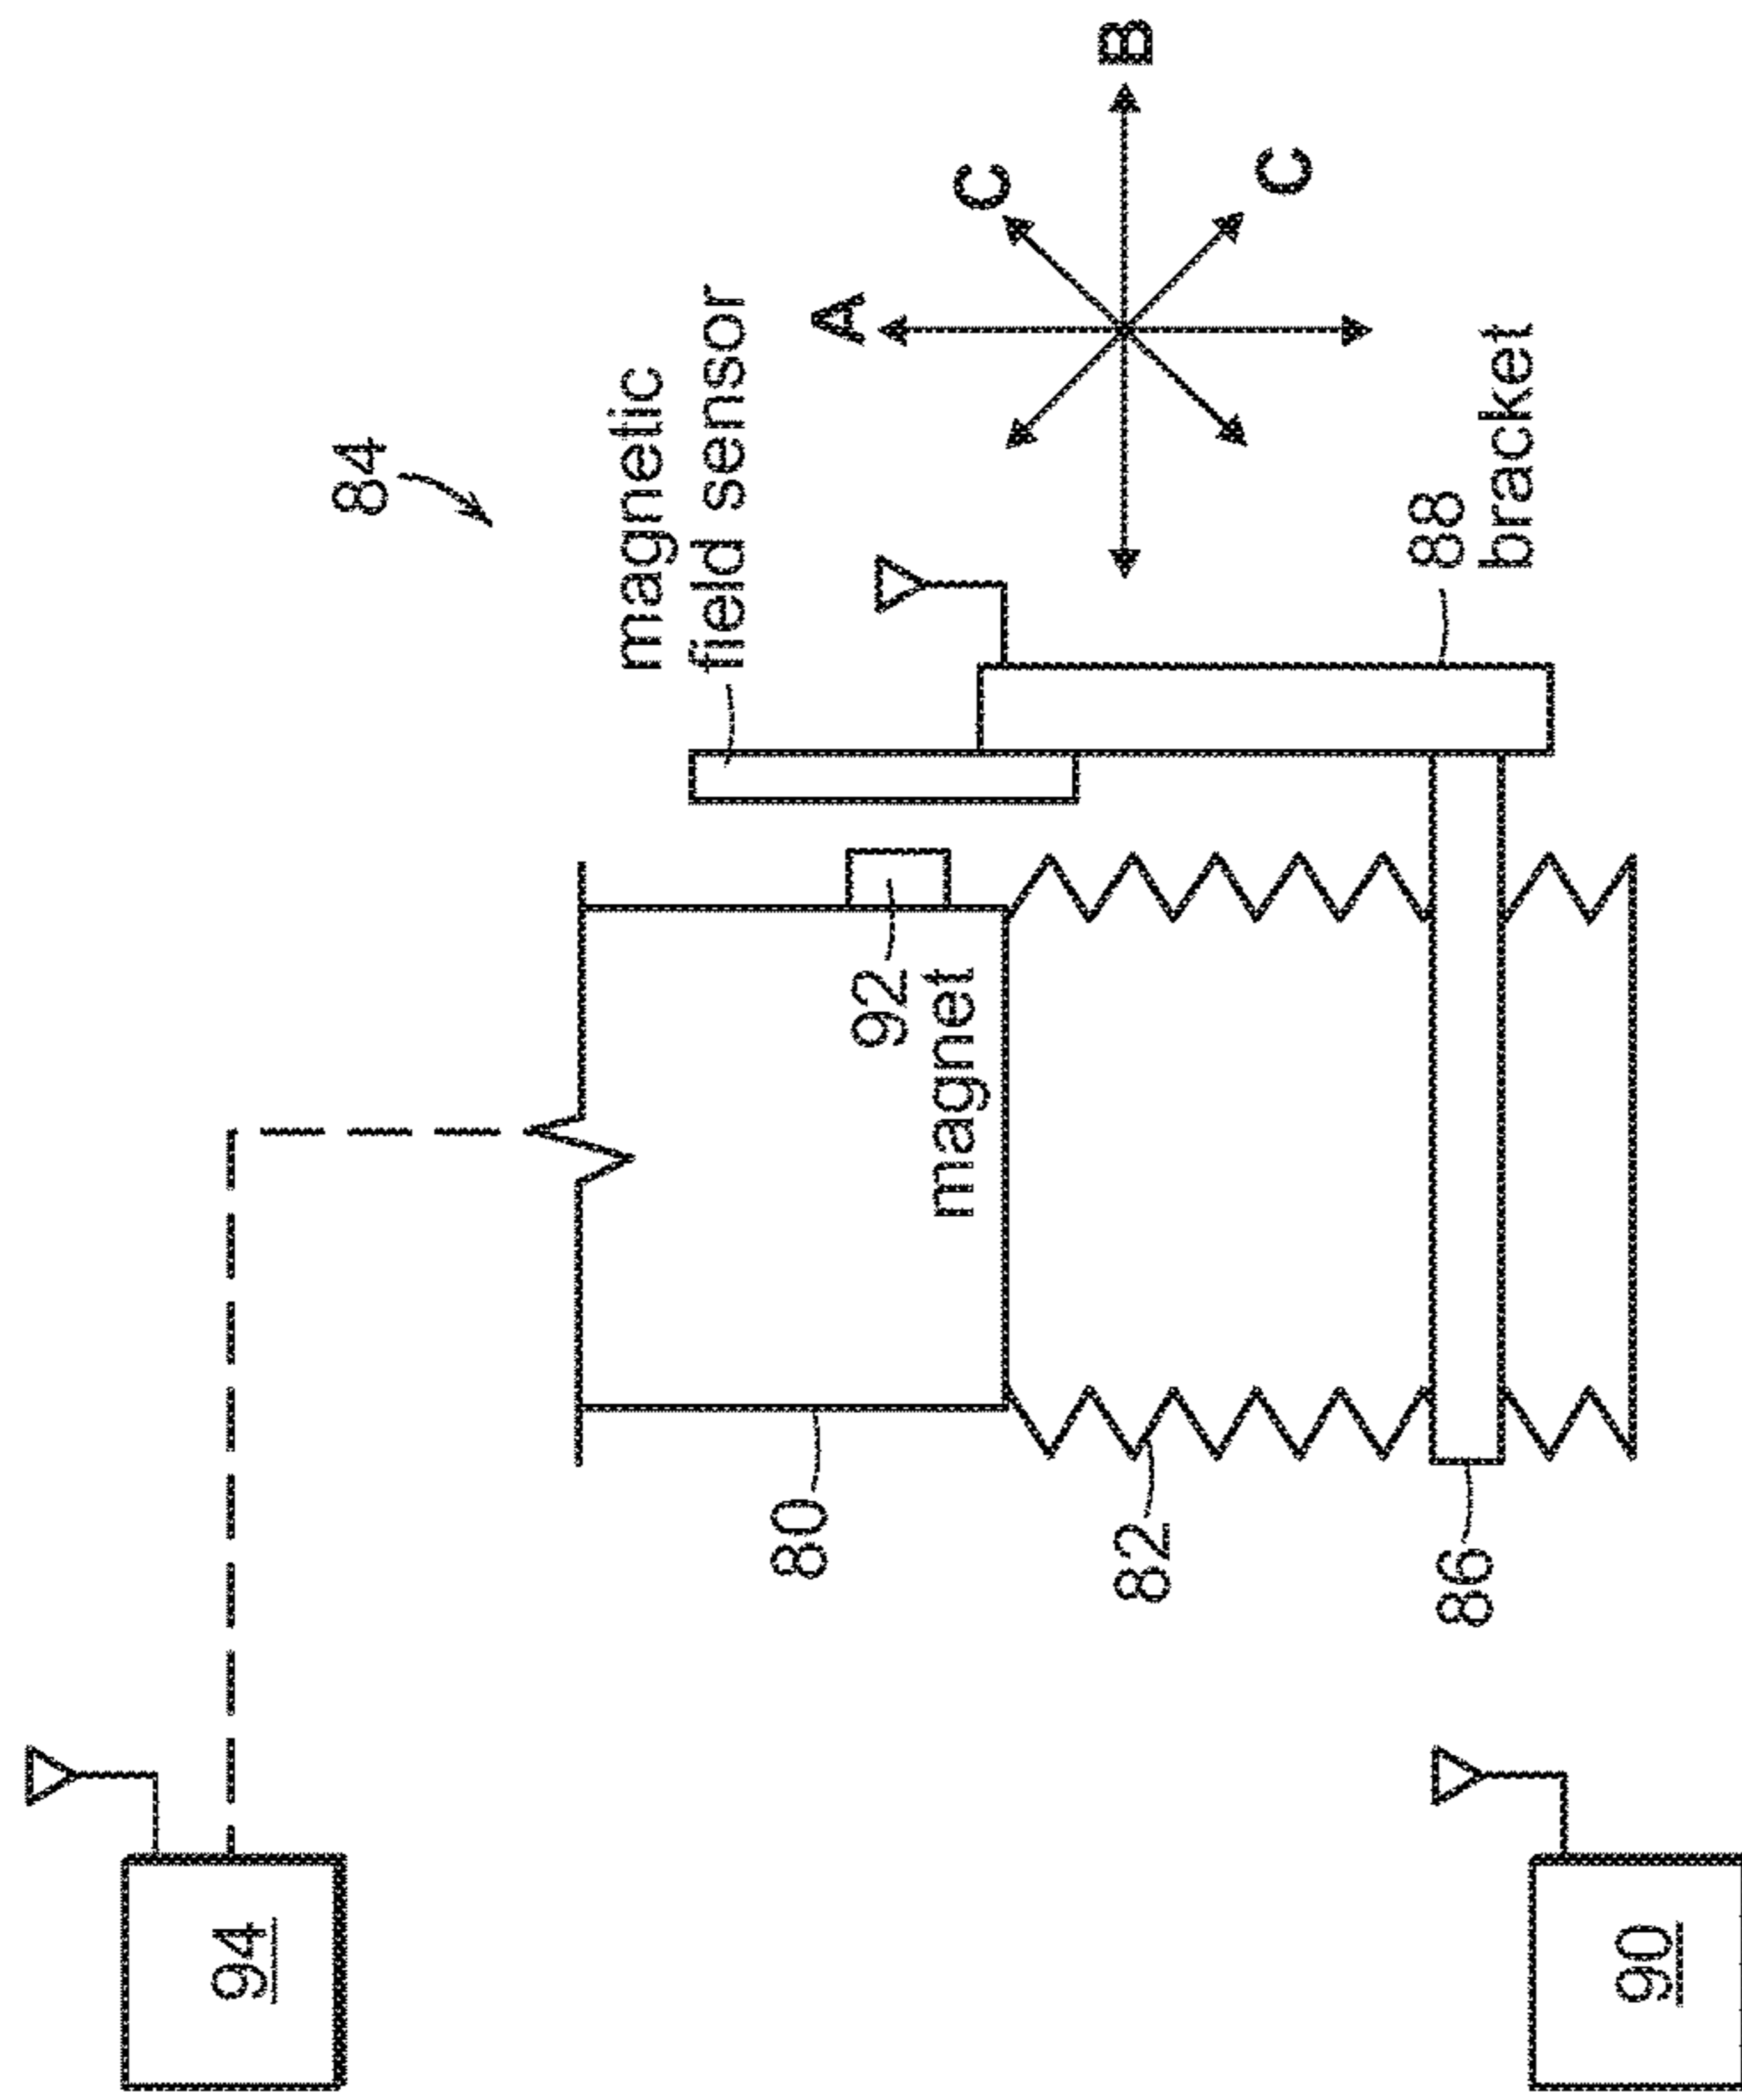 94
84
magnetic
field sensor
80
A
92
magnet
C
B
82
C
88
bracket
86
90